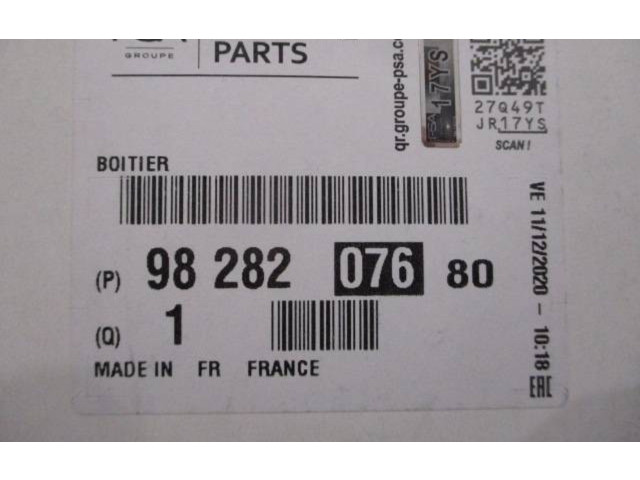 GROUPE
PARTS
qr.groupe-psa.co
17YS
27Q49T
JR17YS
SCAN!
BOITIER
(P) 98 282 076 80
(Q) 1
MADE IN FR FRANCE
VE 11/12/2020 - 10:18
EAC